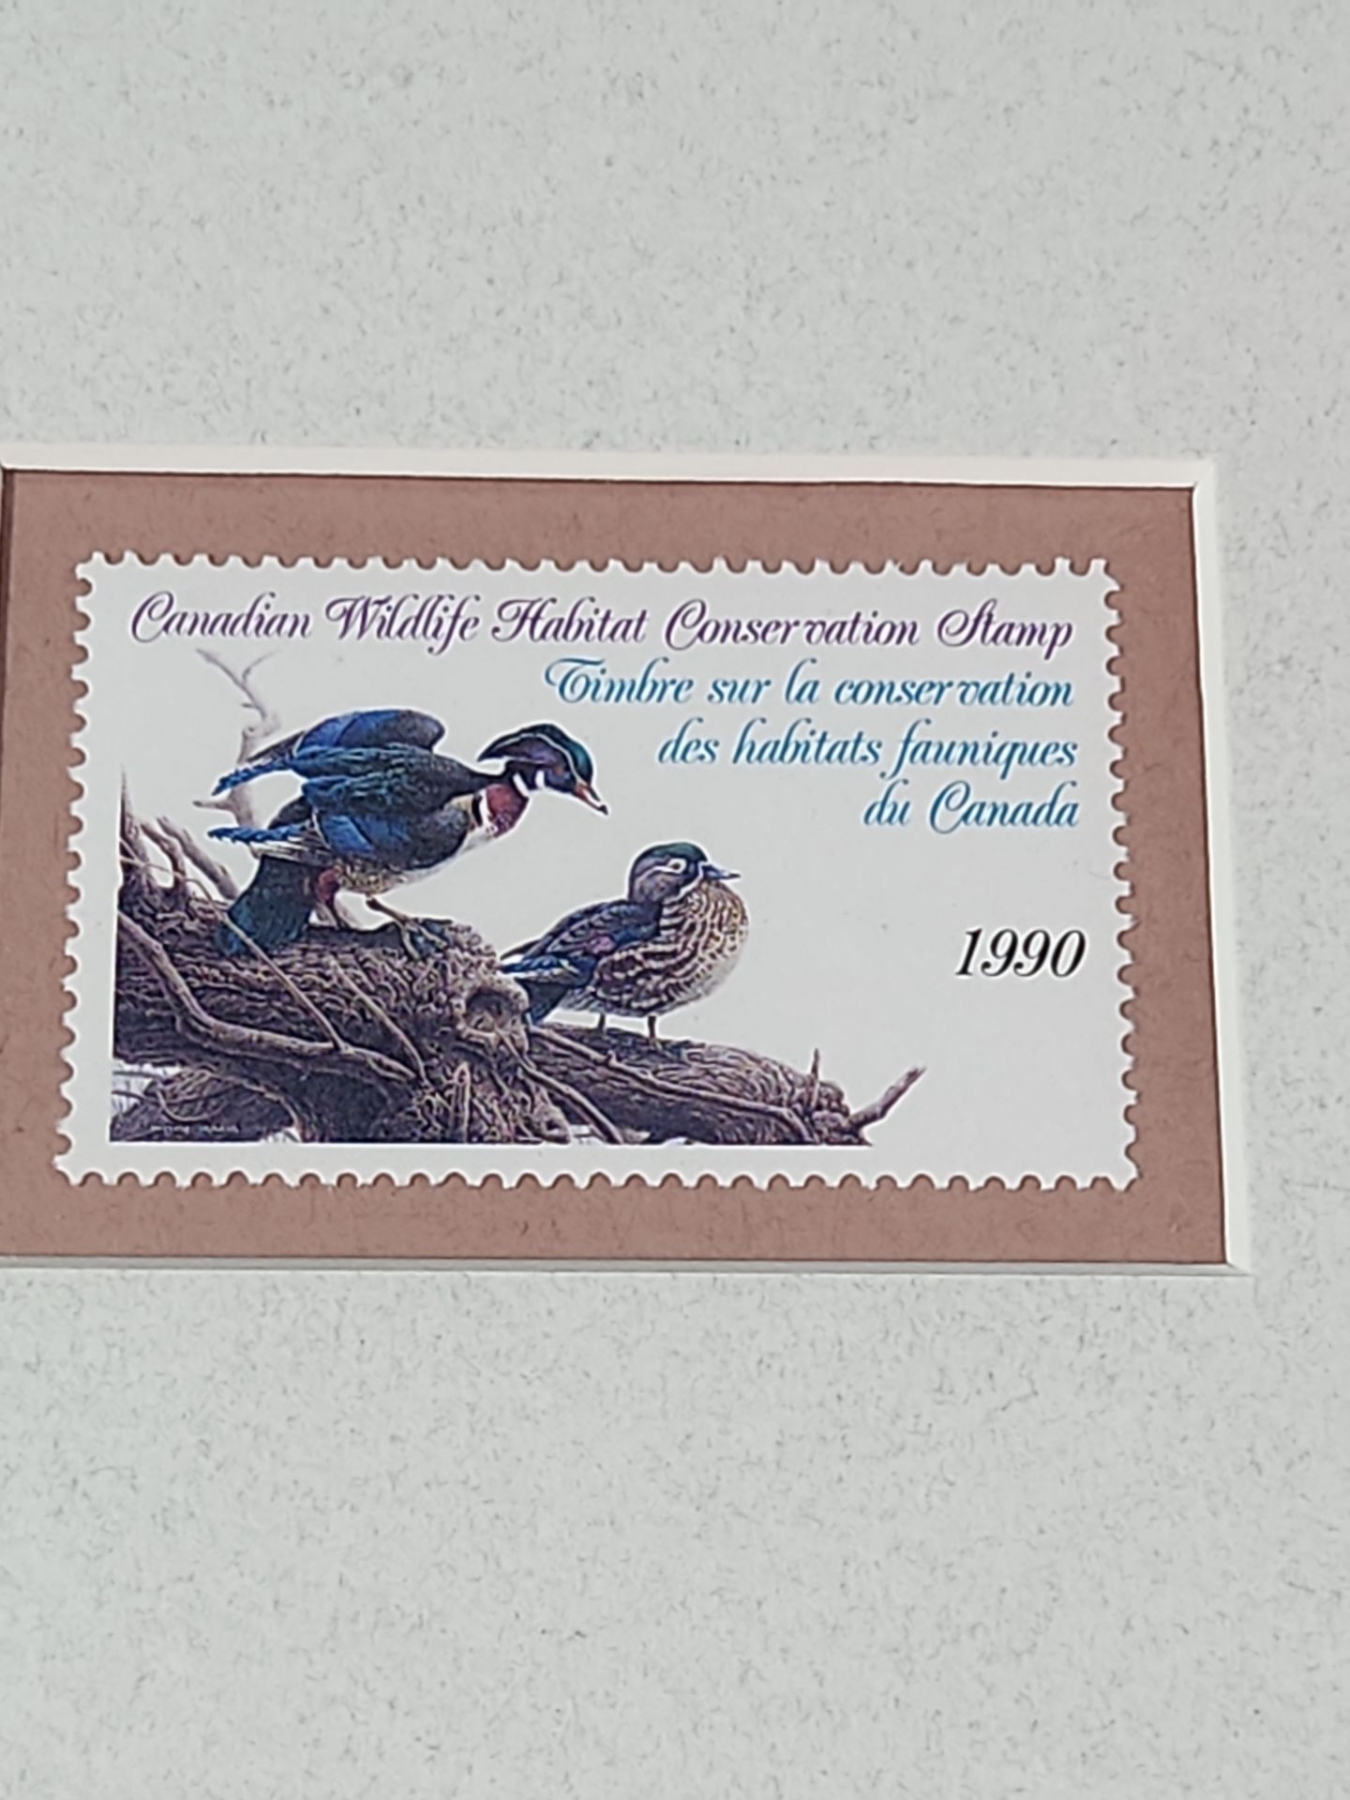 Canadian Wildlife Habitat Conservation Stamp
Timbre sur la conservation
des habitats fauniques
du Canada
1990